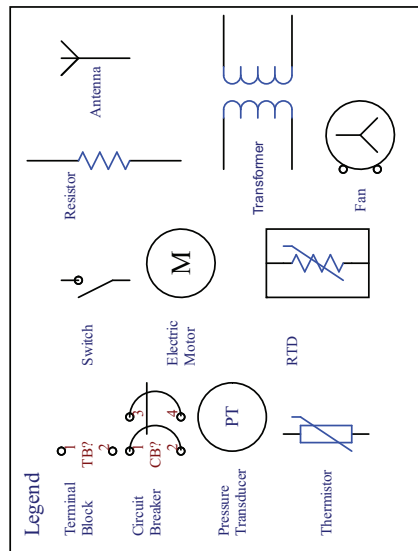 Legend
Terminal
Block
1
TB?
2
Circuit
Breaker
1
3
CB?
2
4
Pressure
Transducer
PT
Thermistor
Switch
Electric
Motor
M
RTD
Resistor
Antenna
Transformer
Fan